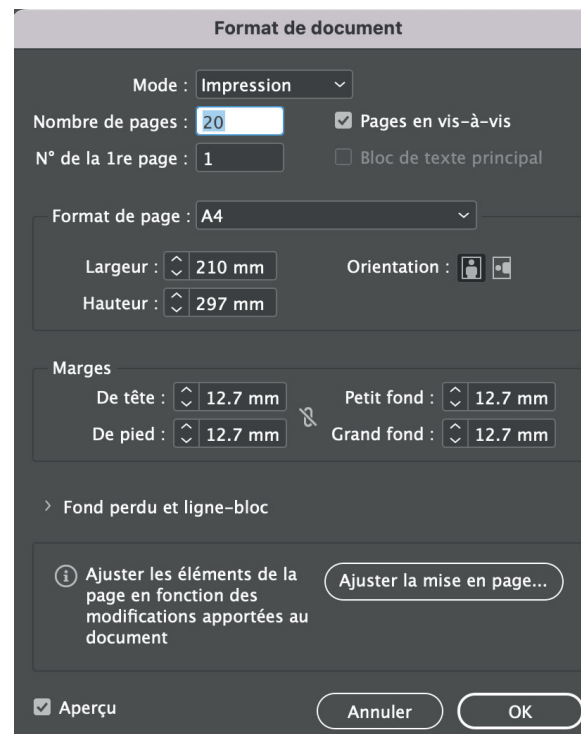 Format de document
Mode : Impression
Nombre de pages : 20 Pages en vis-à-vis
N° de la 1re page : 1 Bloc de texte principal
Format de page : A4
Largeur : 210 mm Orientation :
Hauteur : 297 mm
Marges
De tête : 12.7 mm Petit fond : 12.7 mm
De pied : 12.7 mm Grand fond : 12.7 mm
Fond perdu et ligne-bloc
Ajuster les éléments de la
page en fonction des
modifications apportées au
document
Ajuster la mise en page...
Aperçu Annuler OK